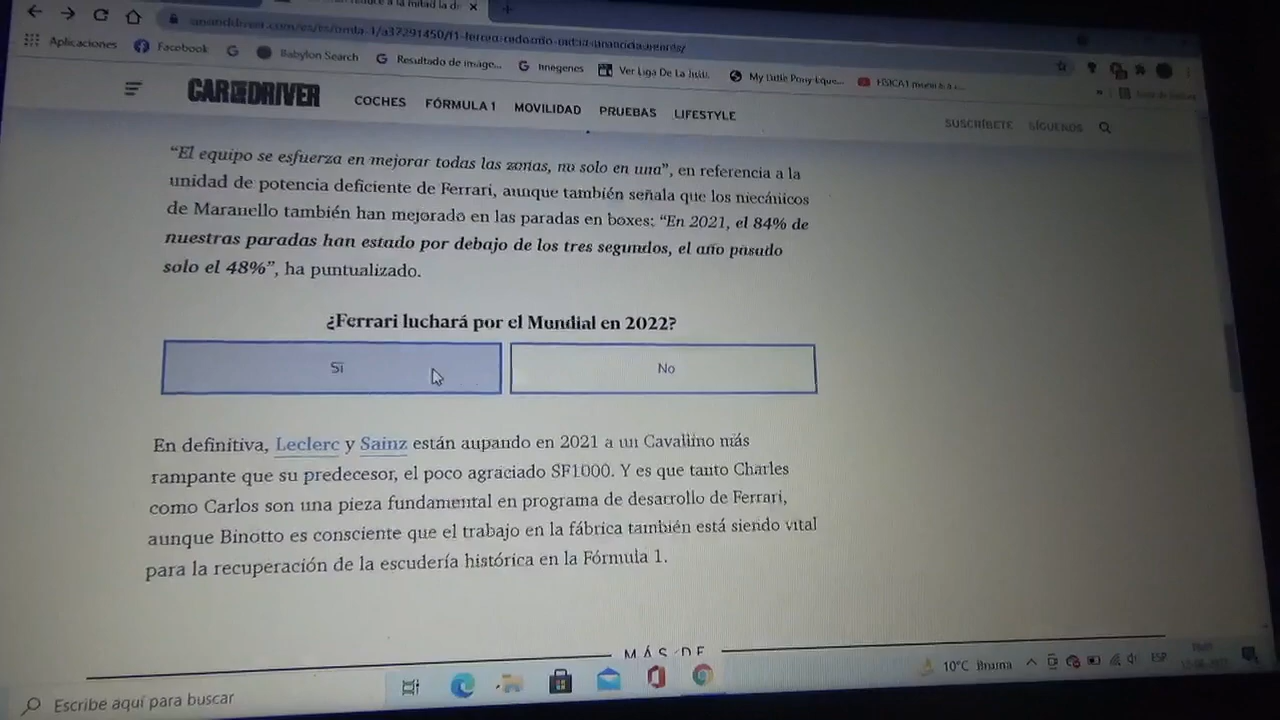 Aplicaciones Facebook Babylon Search Resultado de image... Imágenes Ver Liga De La Justi.. My Little Pony Eque...
CAR AND DRIVER COCHES FÓRMULA 1 MOVILIDAD PRUEBAS LIFESTYLE SUSCRÍBETE SÍGUENOS
“El equipo se esfuerza en mejorar todas las zonas, no solo en una”, en referencia a la
unidad de potencia deficiente de Ferrari, aunque también señala que los mecánicos
de Maranello también han mejorado en las paradas en boxes: “En 2021, el 84% de
nuestras paradas han estado por debajo de los tres segundos, el año pasado
solo el 48%”, ha puntualizado.
¿Ferrari luchará por el Mundial en 2022?
Sí No
En definitiva, Leclerc y Sainz están aupando en 2021 a un Cavalino más
rampante que su predecesor, el poco agraciado SF1000. Y es que tanto Charles
como Carlos son una pieza fundamental en programa de desarrollo de Ferrari,
aunque Binotto es consciente que el trabajo en la fábrica también está siendo vital
para la recuperación de la escudería histórica en la Fórmula 1.
MÁS DE
Escribe aquí para buscar 10°C Bruma ESP